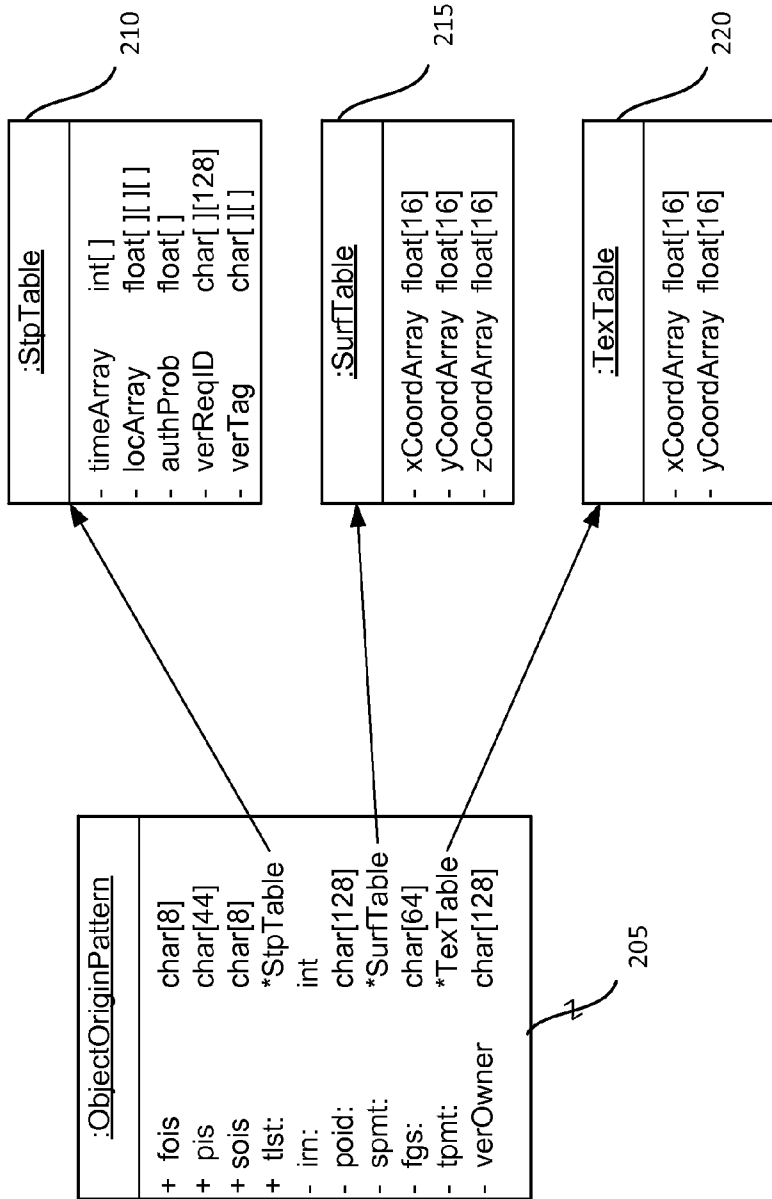 :ObjectOriginPattern
+ fois char[8]
+ pis char[44]
+ sois char[8]
+ tlst: *StpTable
- irn: int
- poid: char[128]
- spmt: *SurfTable
- fgs: char[64]
- tpmt: *TexTable
- verOwner char[128]
205
:StpTable
- timeArray int[ ]
- locArray float[ ][ ][ ]
- authProb float[ ]
- verReqID char[ ][128]
- verTag char[ ][ ]
210
:SurfTable
- xCoordArray float[16]
- yCoordArray float[16]
- zCoordArray float[16]
215
:TexTable
- xCoordArray float[16]
- yCoordArray float[16]
220